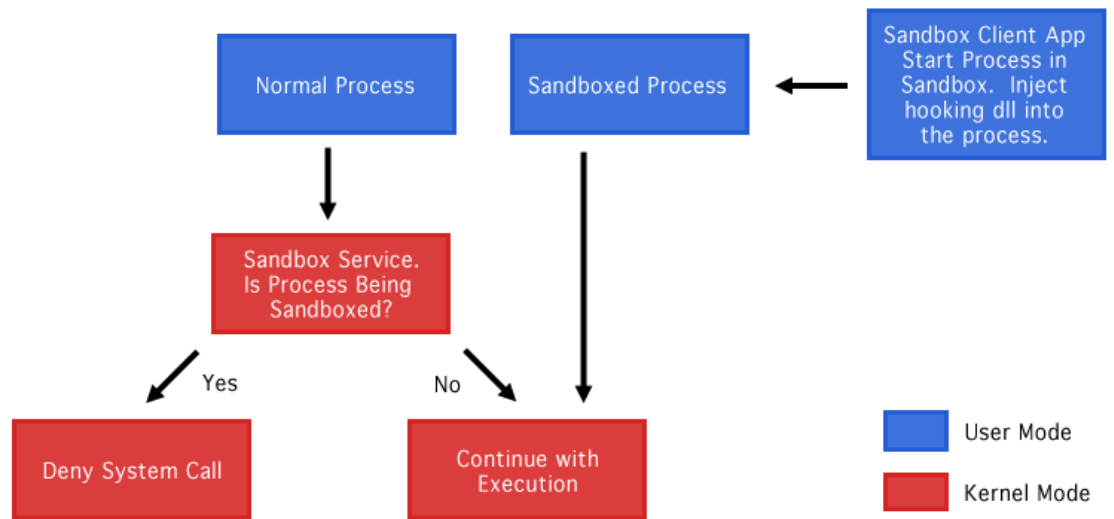 Normal Process
Sandboxed Process
Sandbox Client App
Start Process in
Sandbox. Inject
hooking dll into
the process.
Sandbox Service.
Is Process Being
Sandboxed?
Yes
No
Deny System Call
Continue with
Execution
User Mode
Kernel Mode